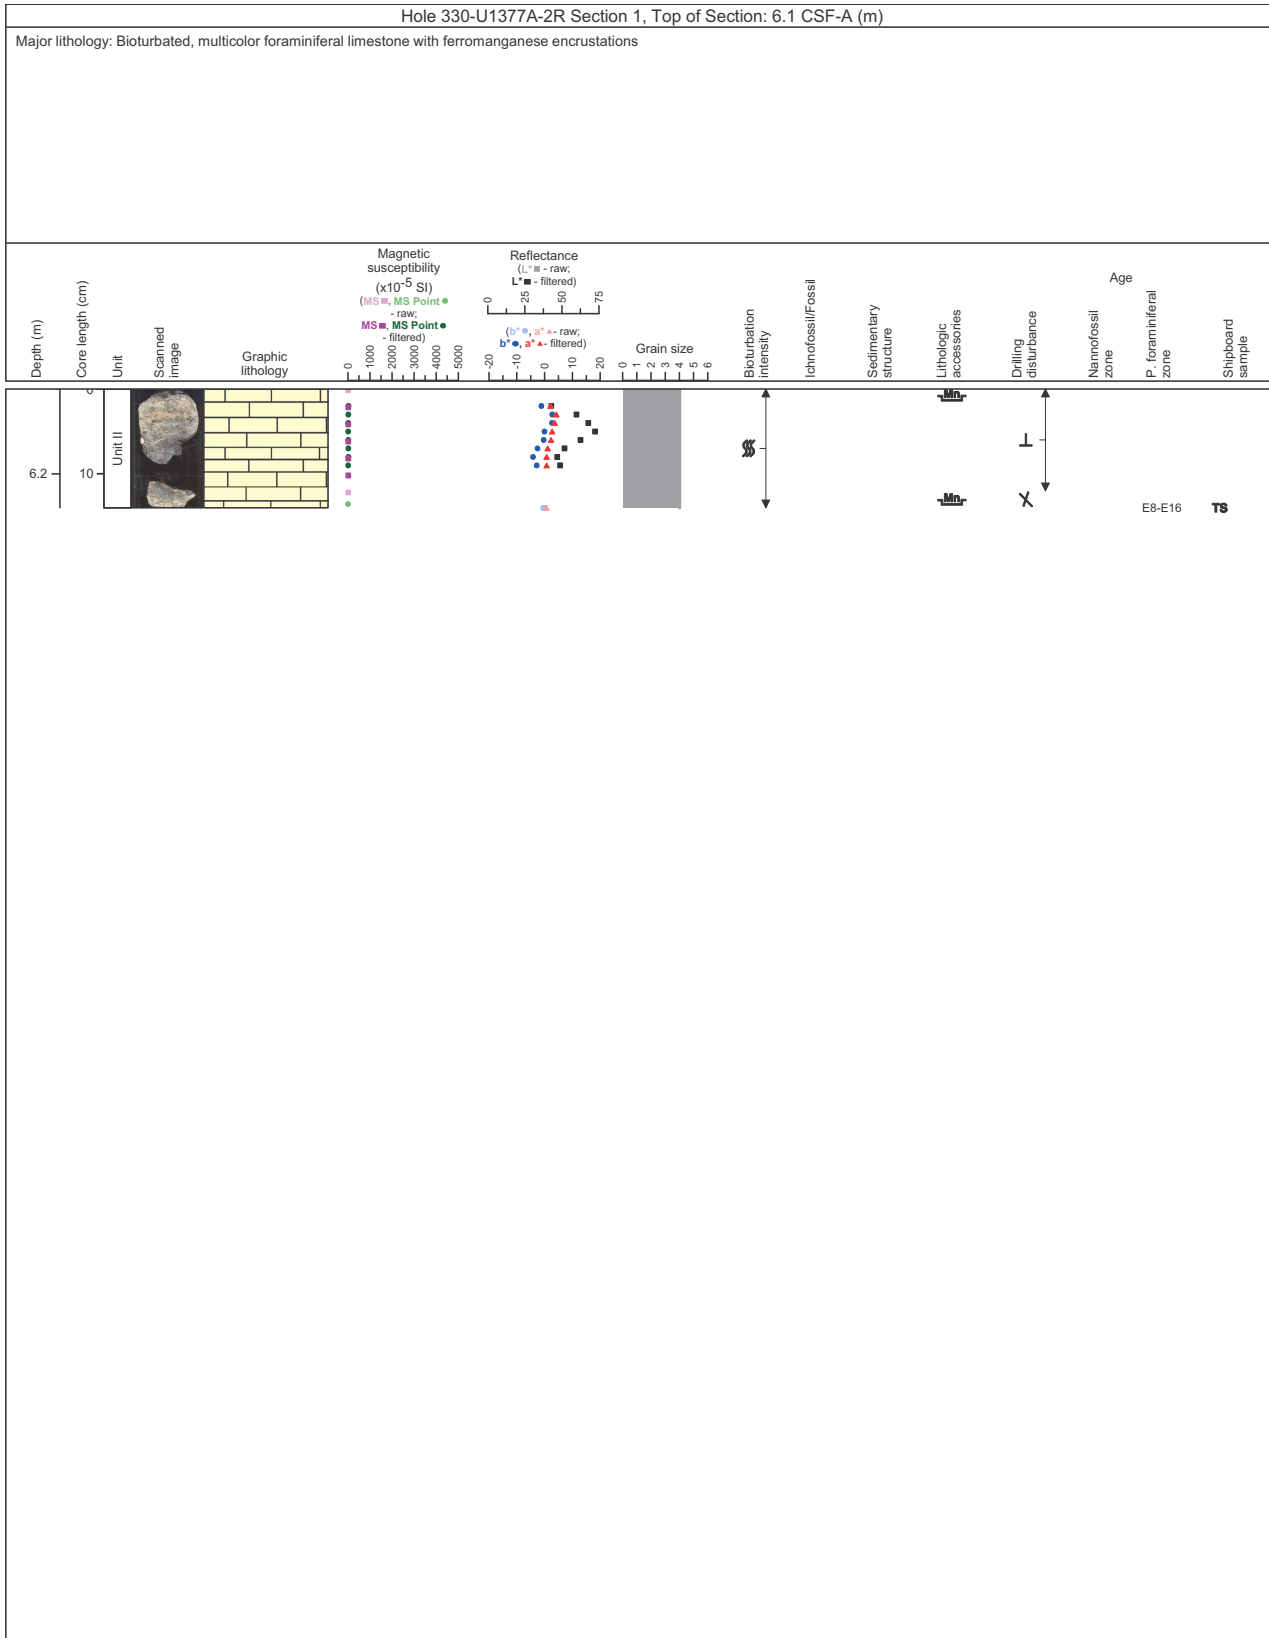 Hole 330-U1377A-2R Section 1, Top of Section: 6.1 CSF-A (m)
Major lithology: Bioturbated, multicolor foraminiferal limestone with ferromanganese encrustations
Depth (m)
Core length (cm)
Unit
Scanned
image
Graphic
lithology
Magnetic
susceptibility
(x10-5 SI)
(MS■, MS Point●
- raw;
MS■, MS Point●
- filtered)
0 1000 2000 3000 4000 5000
Reflectance
(L*■ - raw;
L*■ - filtered)
0 25 50 75
(b*●, a*▲- raw;
b*●, a*▲- filtered)
-20 -10 0 10 20
Grain size
0 1 2 3 4 5 6
Bioturbation
intensity
Ichnofossil/Fossil
Sedimentary
structure
Lithologic
accessories
Drilling
disturbance
Age
Nannofossil
zone
P. foraminiferal
zone
Shipboard
sample
0
Unit II
Mn
6.2
10
Mn
E8-E16
TS